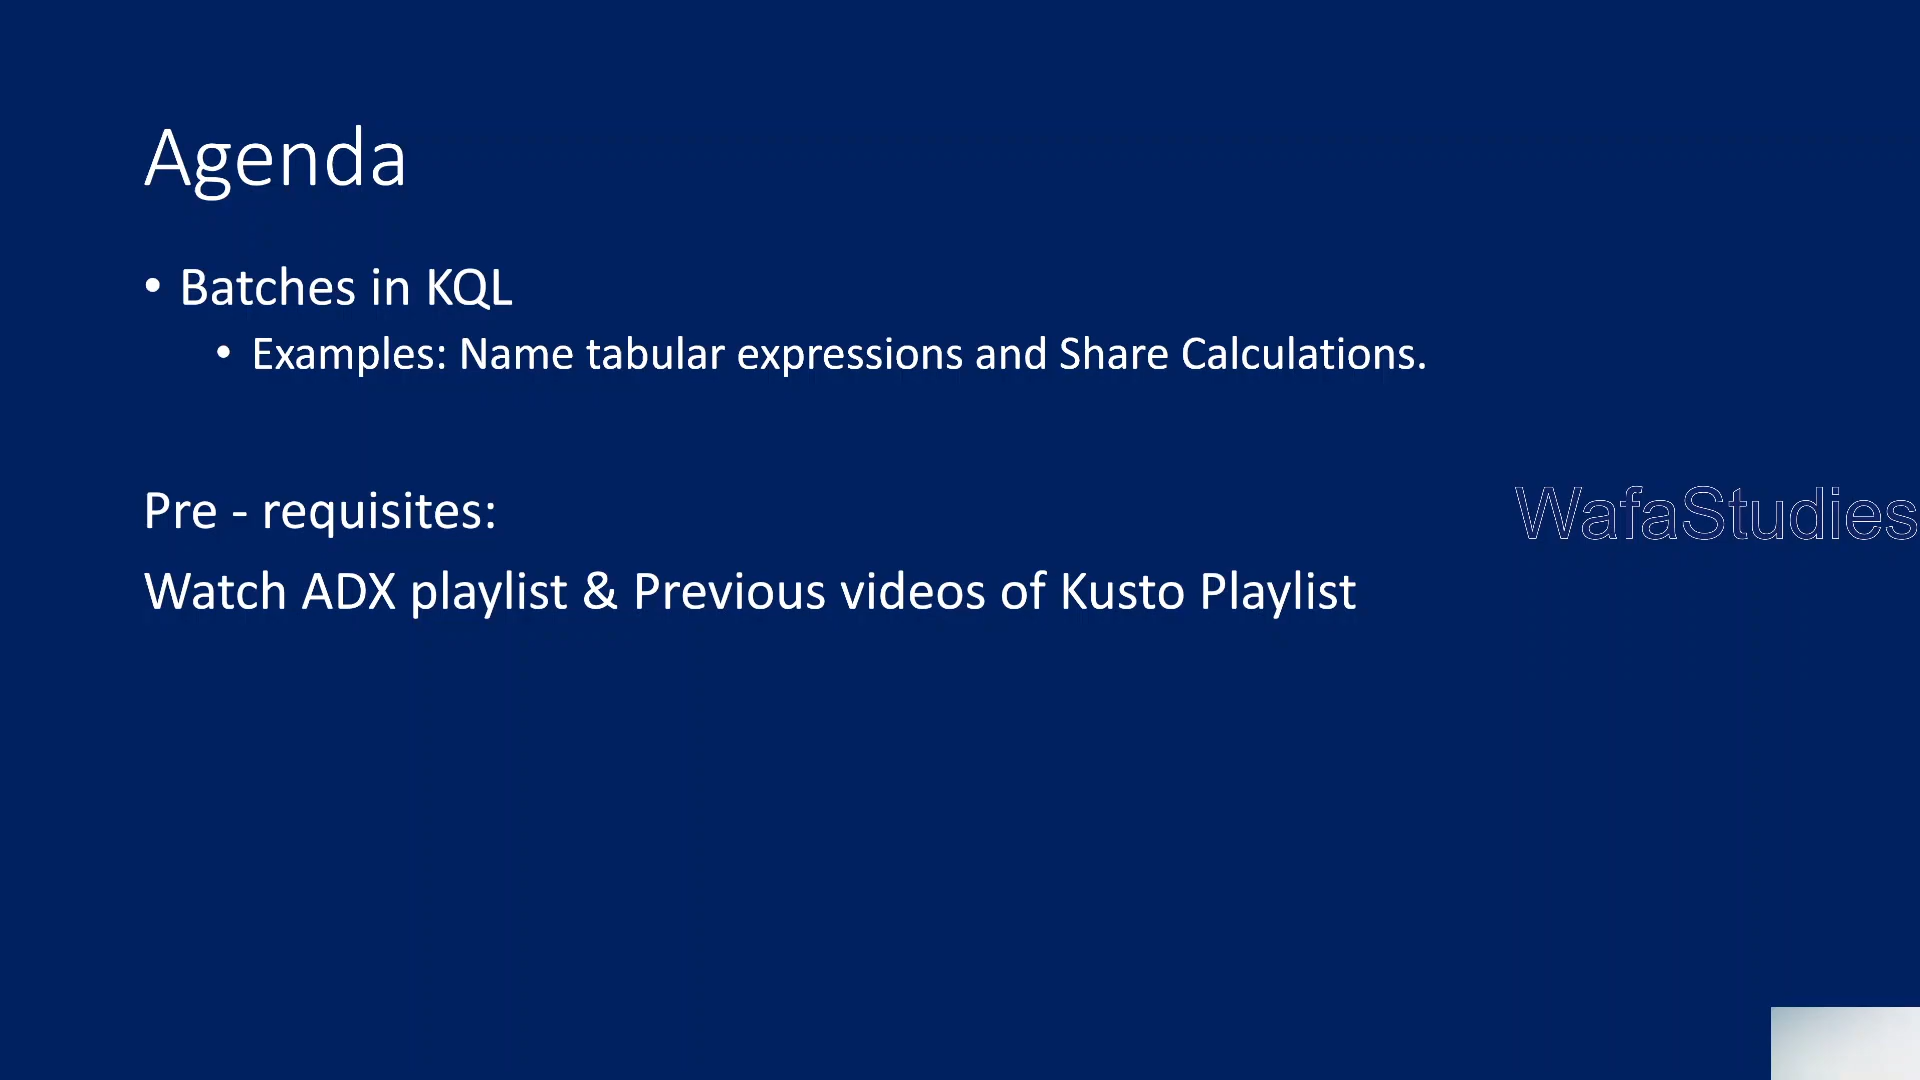 Agenda
• Batches in KQL
• Examples: Name tabular expressions and Share Calculations.
Pre - requisites:
WafaStudies
Watch ADX playlist & Previous videos of Kusto Playlist